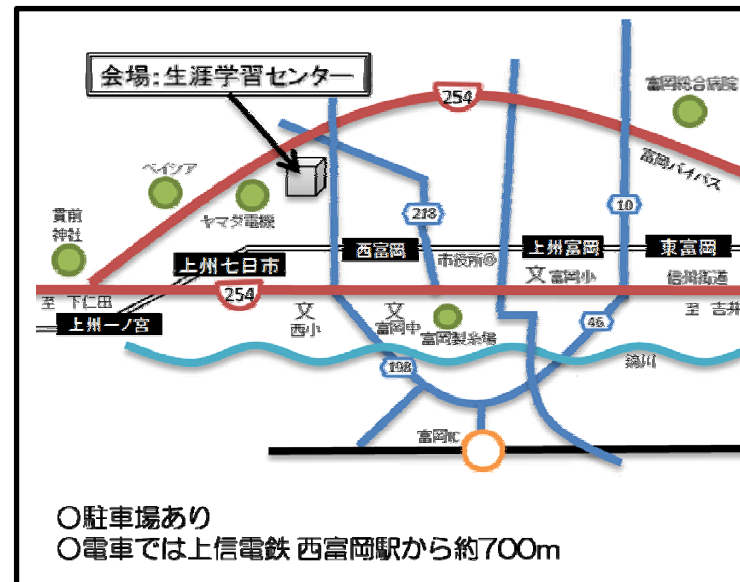 会場:生涯学習センター
254
富岡総合病院
富岡バイパス
ベイシア
貫前
神社
ヤマダ電機
218
10
上州七日市
西富岡
市役所◎
上州富岡
東富岡
文 富岡小
信州街道
至 下仁田
254
至 吉井
上州一ノ宮
文
西小
文
富岡中
富岡製糸場
46
198
鏑川
富岡IC
○駐車場あり
○電車では上信電鉄 西富岡駅から約700m